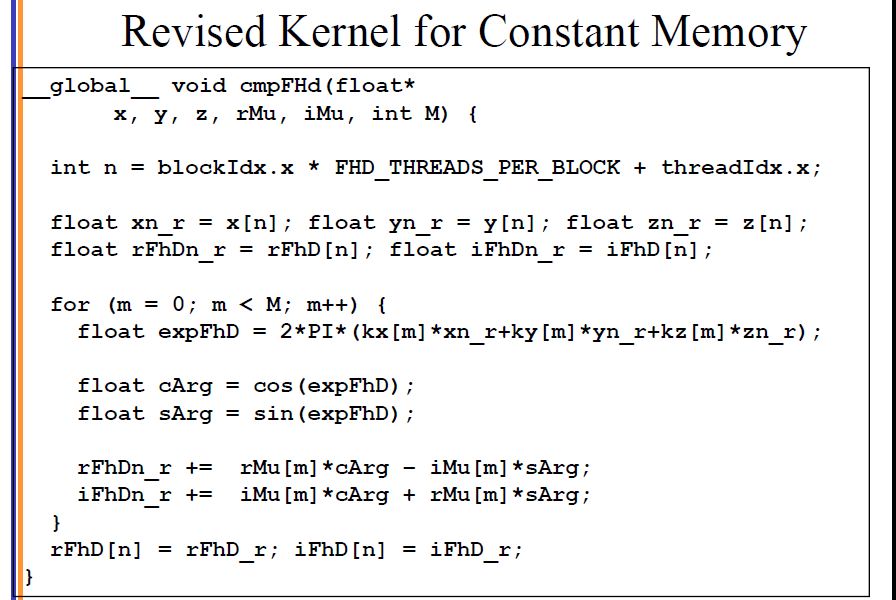 Revised Kernel for Constant Memory
__global__ void cmpFHd(float*
x, y, z, rMu, iMu, int M) {
int n = blockIdx.x * FHD_THREADS_PER_BLOCK + threadIdx.x;
float xn_r = x[n]; float yn_r = y[n]; float zn_r = z[n];
float rFhDn_r = rFhD[n]; float iFhDn_r = iFhD[n];
for (m = 0; m < M; m++) {
float expFhD = 2*PI*(kx[m]*xn_r+ky[m]*yn_r+kz[m]*zn_r);
float cArg = cos(expFhD);
float sArg = sin(expFhD);
rFhDn_r += rMu[m]*cArg – iMu[m]*sArg;
iFhDn_r += iMu[m]*cArg + rMu[m]*sArg;
}
rFhD[n] = rFhD_r; iFhD[n] = iFhD_r;
}